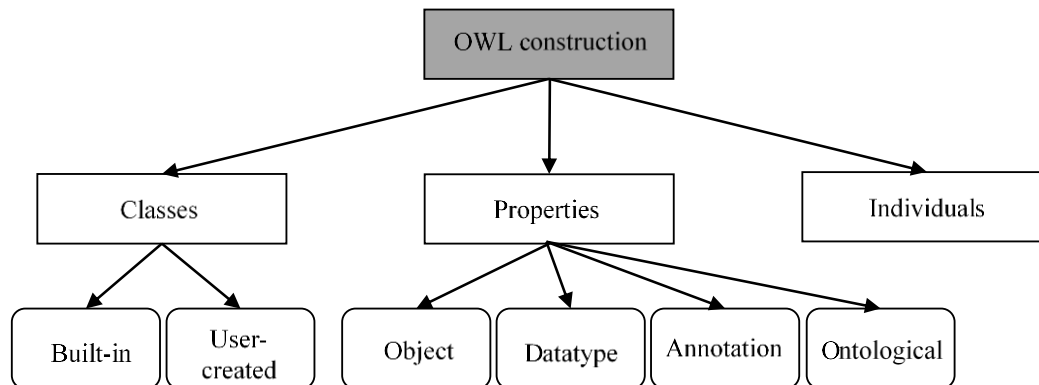 OWL construction
Classes
Properties
Individuals
Built-in
User-
created
Object
Datatype
Annotation
Ontological